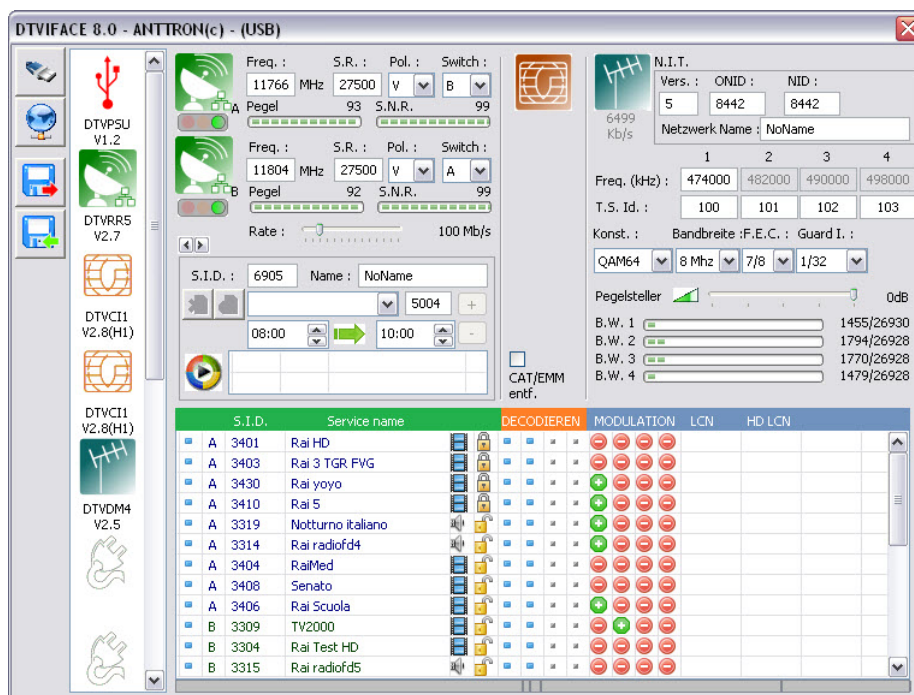 DTVIFACE 8.0 - ANTTRON(c) - (USB)
DTVPSU
V1.2
DTVRR5
V2.7
DTVCI1
V2.8(H1)
DTVCI1
V2.8(H1)
DTVDM4
V2.5
Freq. : S.R. : Pol. : Switch :
11766 MHz 27500 V B
A Pegel 93 S.N.R. 99
Freq. : S.R. : Pol. : Switch :
11804 MHz 27500 V A
B Pegel 92 S.N.R. 99
Rate : 100 Mb/s
S.I.D. : 6905 Name : NoName
5004 +
08:00 10:00 -
CAT/EMM
entf.
6499
Kb/s
N.I.T.
Vers. : ONID : NID :
5 8442 8442
Netzwerk Name : NoName
1 2 3 4
Freq. (kHz) : 474000 482000 490000 498000
T.S. Id. : 100 101 102 103
Konst. : Bandbreite : F.E.C. : Guard I. :
QAM64 8 Mhz 7/8 1/32
Pegelsteller 0dB
B.W. 1 1455/26930
B.W. 2 1794/26928
B.W. 3 1770/26928
B.W. 4 1479/26928
S.I.D. Service name DECODIEREN MODULATION LCN HD LCN
A 3401 Rai HD
A 3403 Rai 3 TGR FVG
A 3430 Rai yoyo
A 3410 Rai 5
A 3319 Notturno italiano
A 3314 Rai radiofd4
A 3404 RaiMed
A 3408 Senato
A 3406 Rai Scuola
B 3309 TV2000
B 3304 Rai Test HD
B 3315 Rai radiofd5